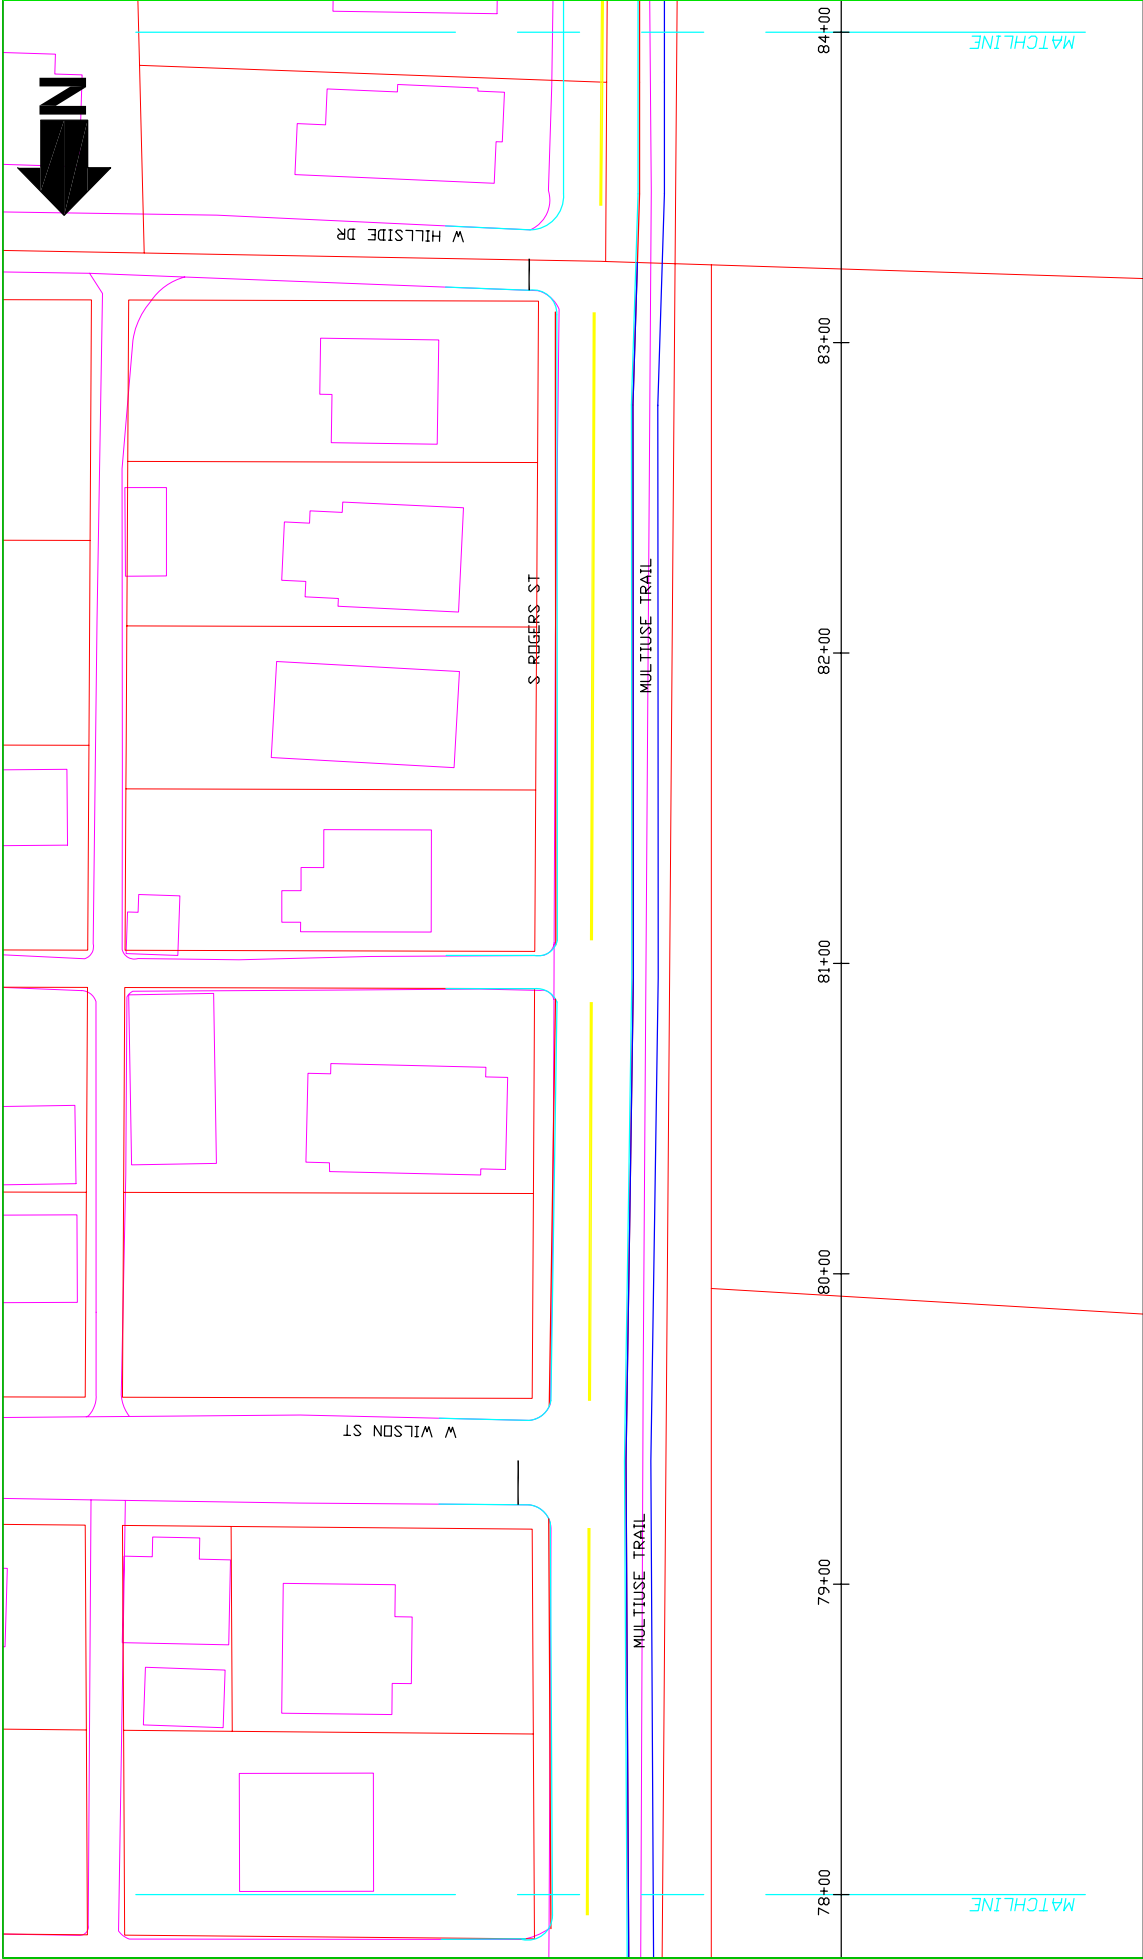 84+00
MATCHLINE
N
W HILLSIDE DR
83+00
S ROGERS ST
MULTIUSE TRAIL
82+00
81+00
80+00
W WILSON ST
MULTIUSE TRAIL
79+00
78+00
MATCHLINE